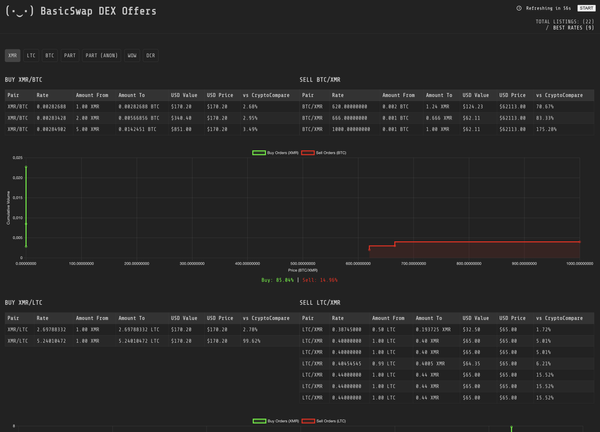 (·‿·) BasicSwap DEX Offers
Refreshing in 56s START
TOTAL LISTINGS: [22]
/ BEST RATES [9]
XMR LTC BTC PART PART (ANON) WOW DCR
BUY XMR/BTC
Pair Rate Amount From Amount To USD Value USD Price vs CryptoCompare
XMR/BTC 0.00282688 1.00 XMR 0.00282688 BTC $170.20 $170.20 2.60%
XMR/BTC 0.00283428 2.00 XMR 0.00566856 BTC $340.40 $170.20 2.95%
XMR/BTC 0.00284902 5.00 XMR 0.0142451 BTC $851.00 $170.20 3.49%
SELL BTC/XMR
Pair Rate Amount From Amount To USD Value USD Price vs CryptoCompare
BTC/XMR 620.00000000 0.002 BTC 1.24 XMR $124.23 $62113.00 70.67%
BTC/XMR 666.00000000 0.001 BTC 0.666 XMR $62.11 $62113.00 83.33%
BTC/XMR 1000.00000000 0.001 BTC 1.00 XMR $62.11 $62113.00 175.28%
Buy Orders (XMR) Sell Orders (BTC)
Cumulative Volume
0.00000000 100.00000000 200.00000000 300.00000000 400.00000000 500.00000000 600.00000000 700.00000000 800.00000000 900.00000000 1000.00000000
Price (BTC/XMR)
Buy: 85.04% | Sell: 14.96%
BUY XMR/LTC
Pair Rate Amount From Amount To USD Value USD Price vs CryptoCompare
XMR/LTC 2.69788332 1.00 XMR 2.69788332 LTC $170.20 $170.20 2.78%
XMR/LTC 5.24010472 1.00 XMR 5.24010472 LTC $170.20 $170.20 99.62%
SELL LTC/XMR
Pair Rate Amount From Amount To USD Value USD Price vs CryptoCompare
LTC/XMR 0.38745000 0.50 LTC 0.193725 XMR $32.50 $65.00 1.72%
LTC/XMR 0.40000000 1.00 LTC 0.40 XMR $65.00 $65.00 5.01%
LTC/XMR 0.40000000 1.00 LTC 0.40 XMR $65.00 $65.00 5.01%
LTC/XMR 0.40454545 0.99 LTC 0.4005 XMR $64.35 $65.00 6.21%
LTC/XMR 0.44000000 1.00 LTC 0.44 XMR $65.00 $65.00 15.52%
LTC/XMR 0.44000000 1.00 LTC 0.44 XMR $65.00 $65.00 15.52%
LTC/XMR 0.44000000 1.00 LTC 0.44 XMR $65.00 $65.00 15.52%
Buy Orders (XMR) Sell Orders (LTC)